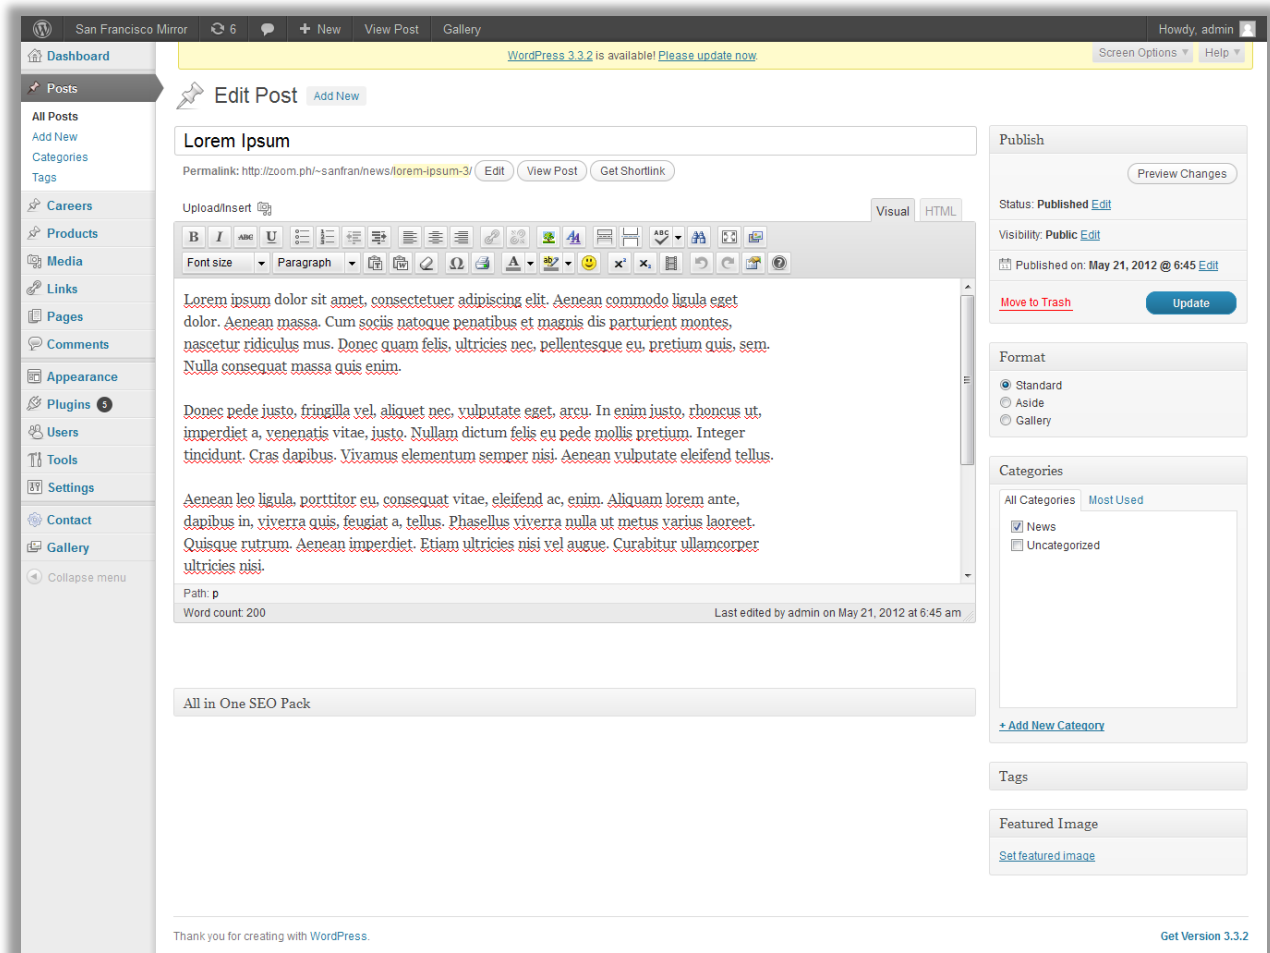 San Francisco Mirror 6 + New View Post Gallery Howdy, admin
Dashboard
Posts
All Posts
Add New
Categories
Tags
Careers
Products
Media
Links
Pages
Comments
Appearance
Plugins 5
Users
Tools
Settings
Contact
Gallery
Collapse menu
WordPress 3.3.2 is available! Please update now.
Screen Options Help
Edit Post Add New
Lorem Ipsum
Permalink: http://zoom.ph/~sanfran/news/lorem-ipsum-3/ Edit View Post Get Shortlink
Upload/Insert
Visual HTML
B I ABC U ABC
Font size Paragraph Ω A ab x² x,
Lorem ipsum dolor sit amet, consectetuer adipiscing elit. Aenean commodo ligula eget
dolor. Aenean massa. Cum sociis natoque penatibus et magnis dis parturient montes,
nascetur ridiculus mus. Donec quam felis, ultricies nec, pellentesque eu, pretium quis, sem.
Nulla consequat massa quis enim.
Donec pede justo, fringilla vel, aliquet nec, vulputate eget, arcu. In enim justo, rhoncus ut,
imperdiet a, venenatis vitae, justo. Nullam dictum felis eu pede mollis pretium. Integer
tincidunt. Cras dapibus. Vivamus elementum semper nisi. Aenean vulputate eleifend tellus.
Aenean leo ligula, porttitor eu, consequat vitae, eleifend ac, enim. Aliquam lorem ante,
dapibus in, viverra quis, feugiat a, tellus. Phasellus viverra nulla ut metus varius laoreet.
Quisque rutrum. Aenean imperdiet. Etiam ultricies nisi vel augue. Curabitur ullamcorper
ultricies nisi.
Path: p
Word count: 200 Last edited by admin on May 21, 2012 at 6:45 am
All in One SEO Pack
Publish
Preview Changes
Status: Published Edit
Visibility: Public Edit
Published on: May 21, 2012 @ 6:45 Edit
Move to Trash Update
Format
Standard
Aside
Gallery
Categories
All Categories Most Used
News
Uncategorized
+ Add New Category
Tags
Featured Image
Set featured image
Thank you for creating with WordPress. Get Version 3.3.2